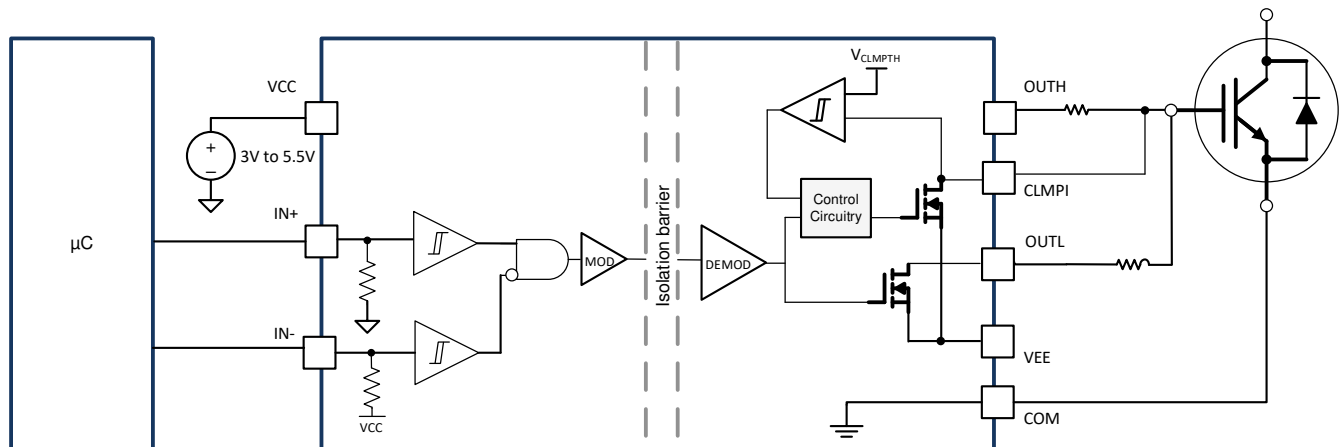 μC
VCC
+
−
3V to 5.5V
IN+
IN-
VCC
MOD
Isolation barrier
DEMOD
VCLMPTH
Control
Circuitry
OUTH
CLMPI
OUTL
VEE
COM